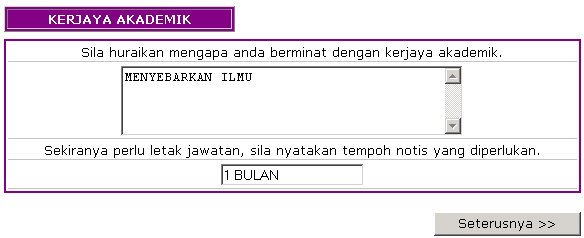 KERJAYA AKADEMIK
Sila huraikan mengapa anda berminat dengan kerjaya akademik.
MENYEBARKAN ILMU
Sekiranya perlu letak jawatan, sila nyatakan tempoh notis yang diperlukan.
1 BULAN
Seterusnya >>